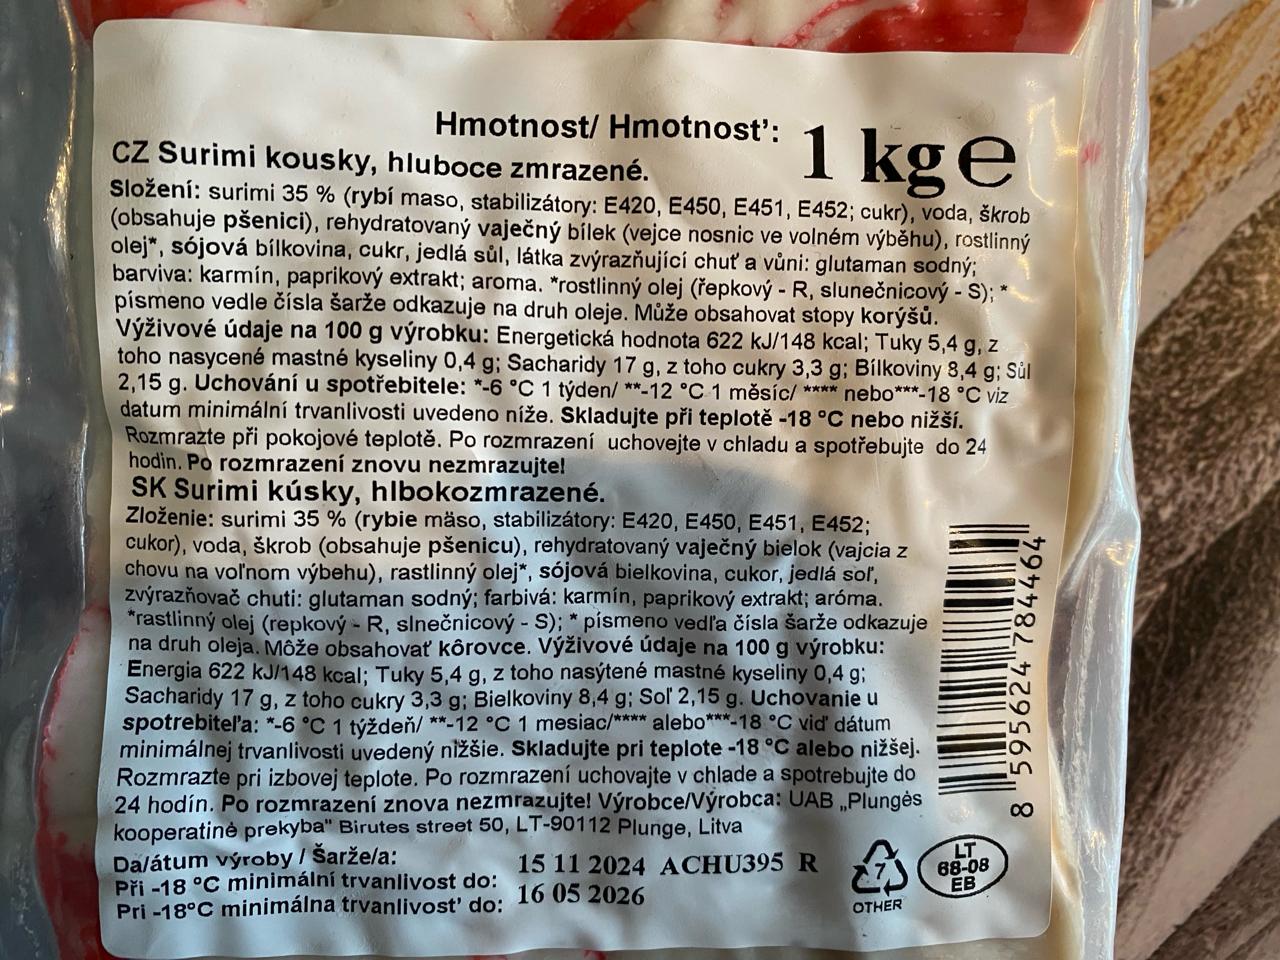 Hmotnost/ Hmotnosť: 1 kg e
CZ Surimi kousky, hluboce zmrazené.
Složení: surimi 35 % (rybí maso, stabilizátory: E420, E450, E451, E452; cukr), voda, škrob
(obsahuje pšenici), rehydratovaný vaječný bílek (vejce nosnic ve volném výběhu), rostlinný
olej*, sójová bílkovina, cukr, jedlá sůl, látka zvýrazňující chuť a vůni: glutaman sodný;
barviva: karmín, paprikový extrakt; aroma. *rostlinný olej (řepkový - R, slunečnicový - S); *
písmeno vedle čísla šarže odkazuje na druh oleje. Může obsahovat stopy korýšů.
Výživové údaje na 100 g výrobku: Energetická hodnota 622 kJ/148 kcal; Tuky 5,4 g, z
toho nasycené mastné kyseliny 0,4 g; Sacharidy 17 g, z toho cukry 3,3 g; Bílkoviny 8,4 g; Sůl
2,15 g. Uchování u spotřebitele: *-6 °C 1 týden/ **-12 °C 1 měsíc/ **** nebo***-18 °C viz
datum minimální trvanlivosti uvedeno níže. Skladujte při teplotě -18 °C nebo nižší.
Rozmrazte při pokojové teplotě. Po rozmrazení uchovejte v chladu a spotřebujte do 24
hodin. Po rozmrazení znovu nezmrazujte!
SK Surimi kúsky, hlbokozmrazené.
Zloženie: surimi 35 % (rybie mäso, stabilizátory: E420, E450, E451, E452;
cukor), voda, škrob (obsahuje pšenicu), rehydratovaný vaječný bielok (vajcia z
chovu na voľnom výbehu), rastlinný olej*, sójová bielkovina, cukor, jedlá soľ,
zvýrazňovač chuti: glutaman sodný; farbivá: karmín, paprikový extrakt; aróma.
*rastlinný olej (repkový - R, slnečnicový - S); * písmeno vedľa čísla šarže odkazuje
na druh oleja. Môže obsahovať kôrovce. Výživové údaje na 100 g výrobku:
Energia 622 kJ/148 kcal; Tuky 5,4 g, z toho nasýtené mastné kyseliny 0,4 g;
Sacharidy 17 g, z toho cukry 3,3 g; Bielkoviny 8,4 g; Soľ 2,15 g. Uchovanie u
spotrebiteľa: *-6 °C 1 týždeň/ **-12 °C 1 mesiac/**** alebo***-18 °C viď dátum
minimálnej trvanlivosti uvedený nižšie. Skladujte pri teplote -18 °C alebo nižšej.
Rozmrazte pri izbovej teplote. Po rozmrazení uchovajte v chlade a spotrebujte do
24 hodín. Po rozmrazení znova nezmrazujte! Výrobce/Výrobca: UAB „Plungės
kooperatinė prekyba" Birutes street 50, LT-90112 Plunge, Litva
Da/átum výroby / Šarže/a: 15 11 2024 ACHU395 R
Při -18 °C minimální trvanlivost do: 16 05 2026
Pri -18°C minimálna trvanlivosť do:
8 595624 784464
7
OTHER
LT
68-08
EB